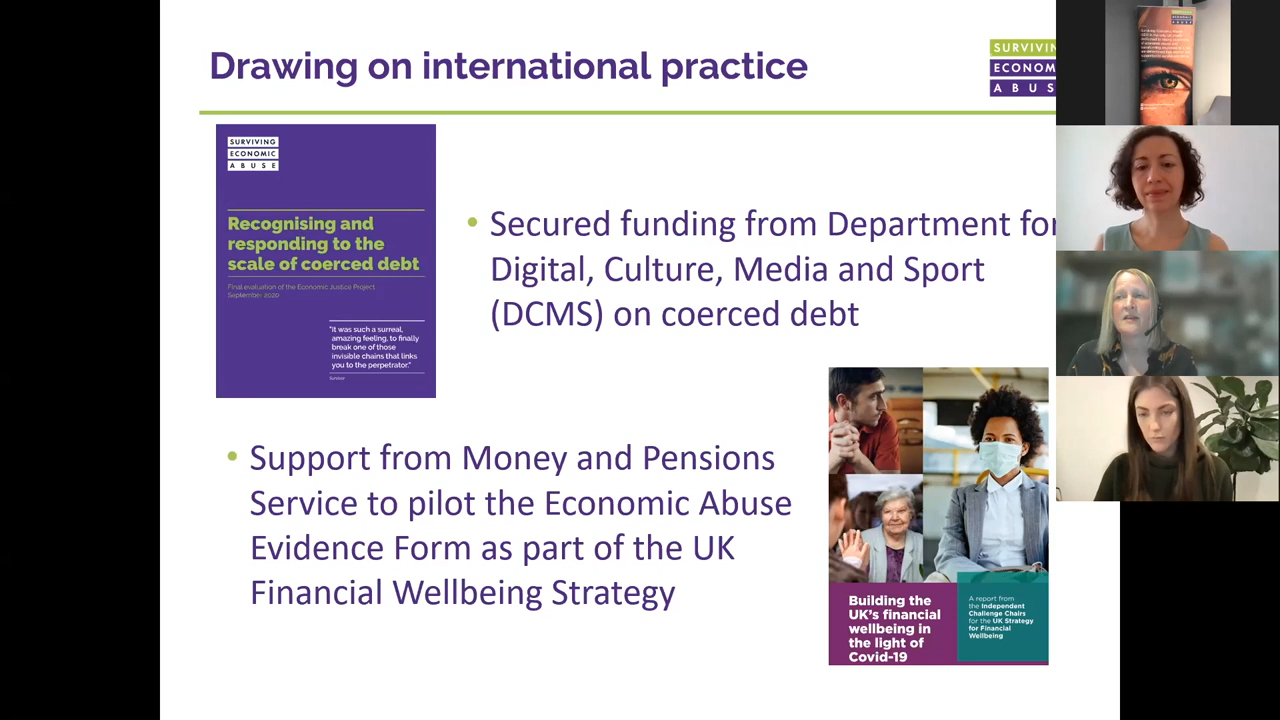 Drawing on international practice
SURVIVIN
ECONOM
ABUS
SURVIVING
ECONOMIC
ABUSE
Recognising and
responding to the
scale of coerced debt
Final evaluation of the Economic Justice Project
September 2020
"It was such a surreal,
amazing feeling, to finally
break one of those
invisible chains that links
you to the perpetrator."
Survivor
• Secured funding from Department for
Digital, Culture, Media and Sport
(DCMS) on coerced debt
• Support from Money and Pensions
Service to pilot the Economic Abuse
Evidence Form as part of the UK
Financial Wellbeing Strategy
Building the
UK's financial
wellbeing in
the light of
Covid-19
A report from
the Independent
Challenge Chairs
for the UK Strategy
for Financial
Wellbeing